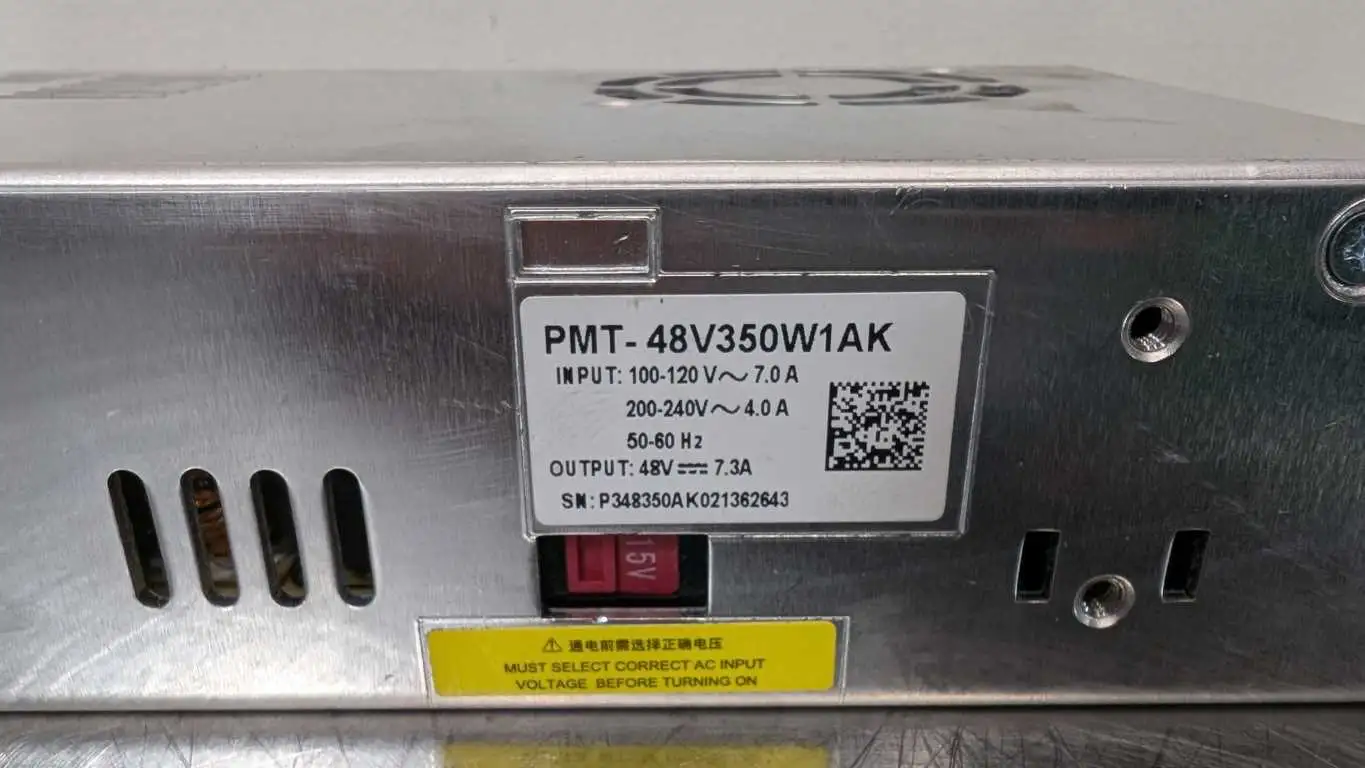 PMT-48V350W1AK
INPUT: 100-120 V～ 7.0 A
200-240V～ 4.0 A
50-60 Hz
OUTPUT: 48V⎓ 7.3A
SN: P348350AK021362643
15V
⚠ 通电前需选择正确电压
MUST SELECT CORRECT AC INPUT
VOLTAGE BEFORE TURNING ON